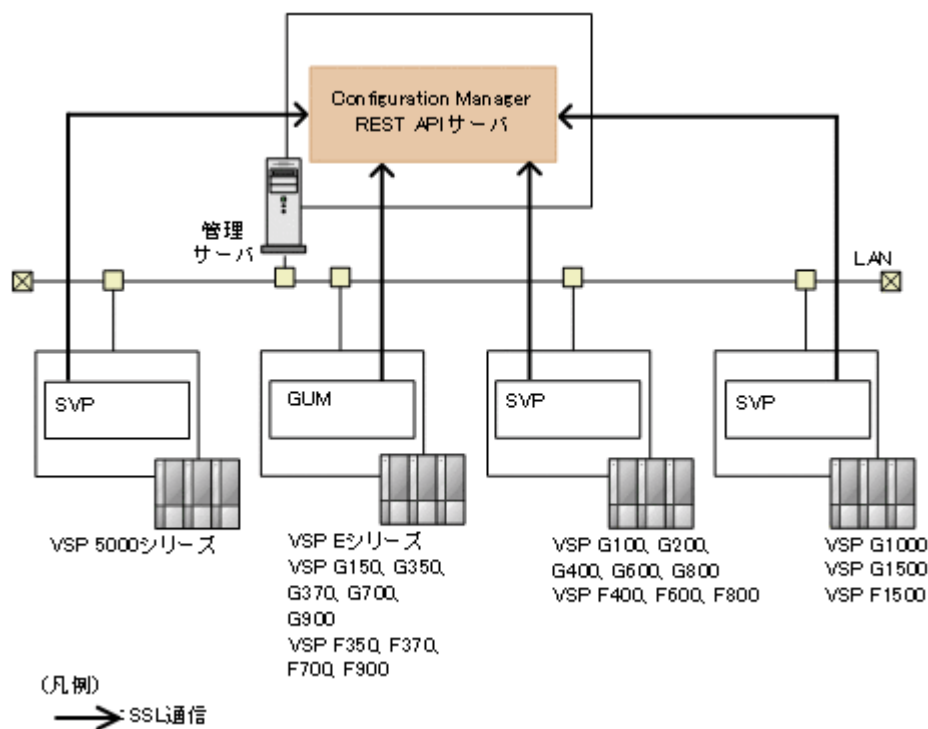 Configuration Manager
REST APIサーバ
管理
サーバ
LAN
SVP
GUM
SVP
SVP
VSP 5000シリーズ
VSP Eシリーズ
VSP G150, G350,
G370, G700,
G900
VSP F350, F370,
F700, F900
VSP G100, G200,
G400, G600, G800
VSP F400, F600, F800
VSP G1000
VSP G1500
VSP F1500
(凡例)
:SSL通信